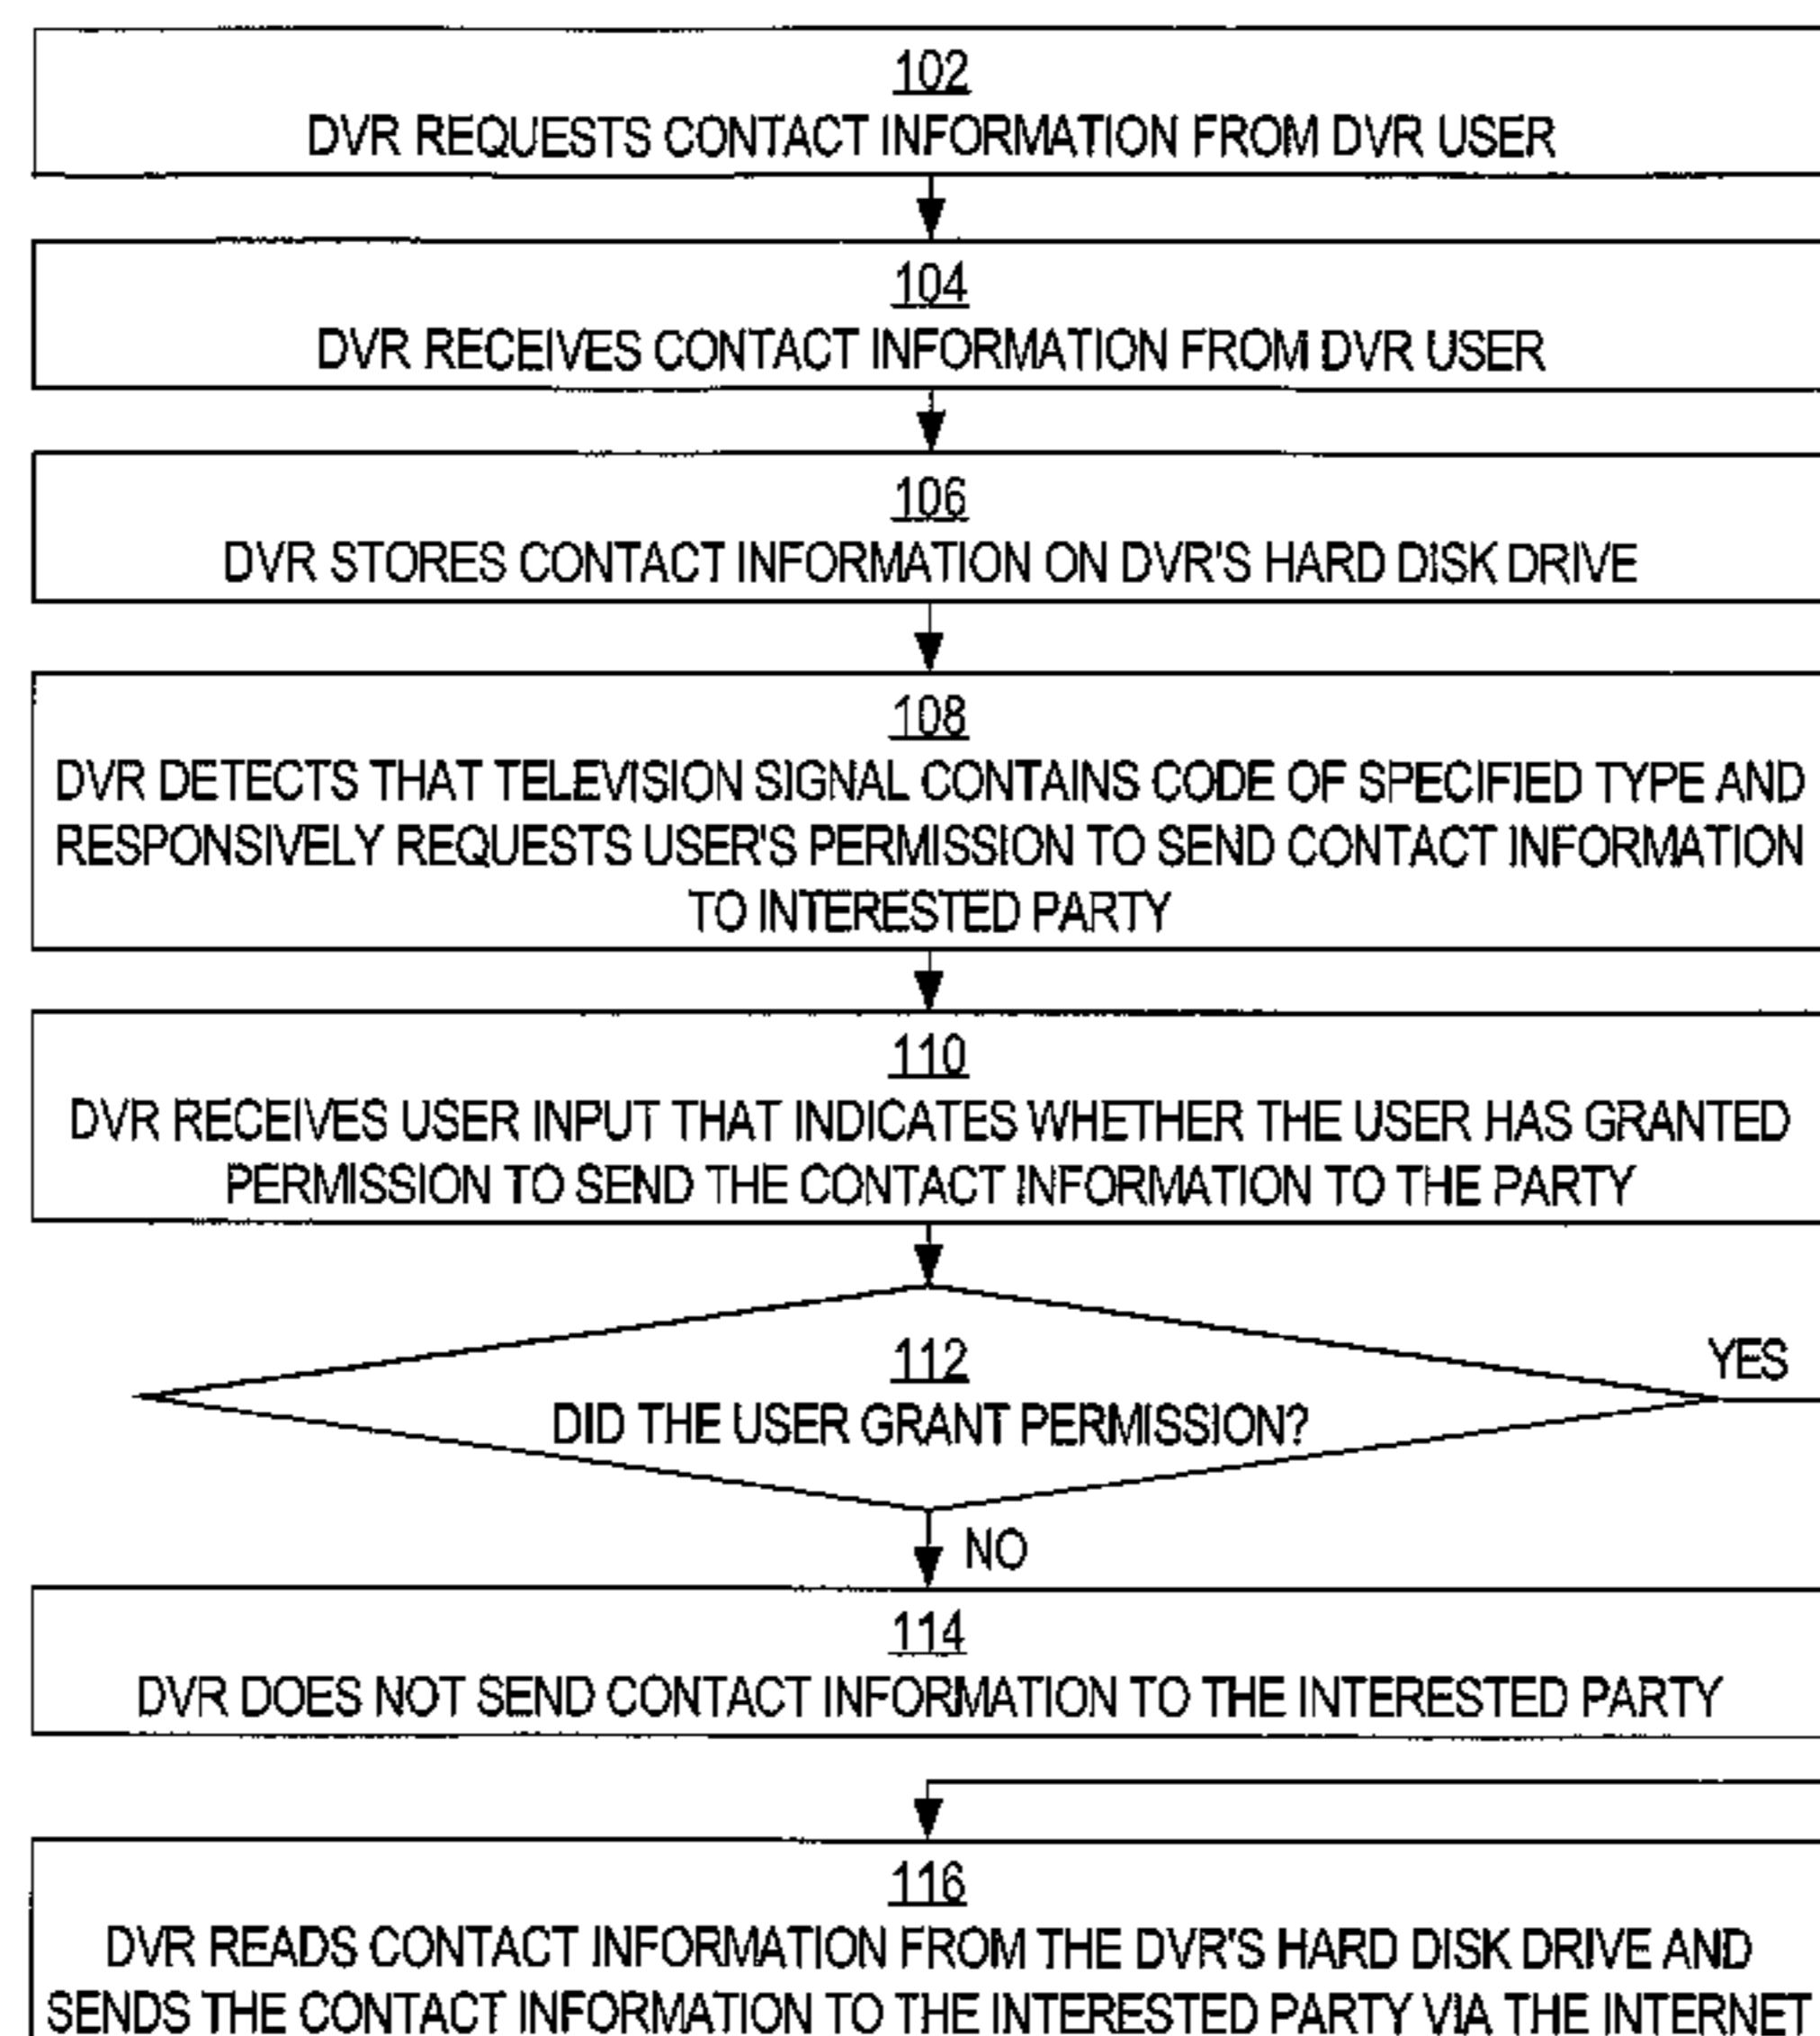 102
DVR REQUESTS CONTACT INFORMATION FROM DVR USER
104
DVR RECEIVES CONTACT INFORMATION FROM DVR USER
106
DVR STORES CONTACT INFORMATION ON DVR'S HARD DISK DRIVE
108
DVR DETECTS THAT TELEVISION SIGNAL CONTAINS CODE OF SPECIFIED TYPE AND
RESPONSIVELY REQUESTS USER'S PERMISSION TO SEND CONTACT INFORMATION
TO INTERESTED PARTY
110
DVR RECEIVES USER INPUT THAT INDICATES WHETHER THE USER HAS GRANTED
PERMISSION TO SEND THE CONTACT INFORMATION TO THE PARTY
112
YES
DID THE USER GRANT PERMISSION?
NO
114
DVR DOES NOT SEND CONTACT INFORMATION TO THE INTERESTED PARTY
116
DVR READS CONTACT INFORMATION FROM THE DVR'S HARD DISK DRIVE AND
SENDS THE CONTACT INFORMATION TO THE INTERESTED PARTY VIA THE INTERNET